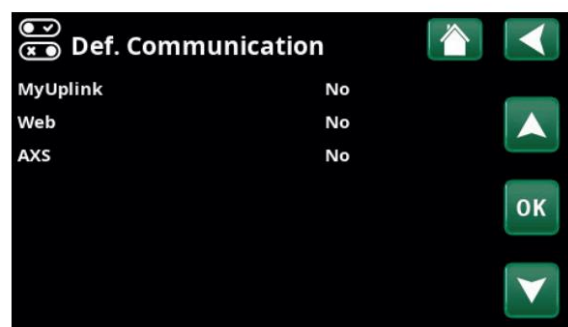 Def. Communication
MyUplink No
Web No
AXS No
OK